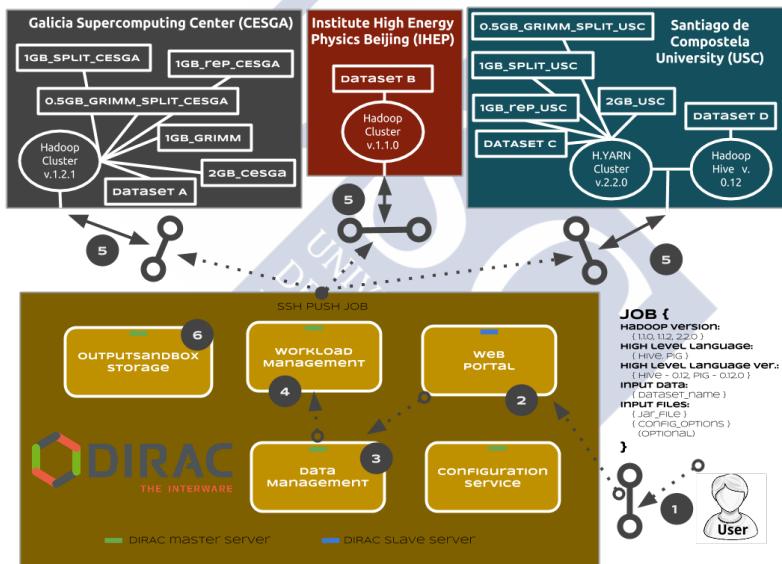 Galicia Supercomputing Center (CESGA)
1GB_SPLIT_CESGA
1GB_rep_CESGA
0.5GB_GRIMM_SPLIT_CESGA
1GB_GRIMM
2GB_CESGA
DATASET A
Hadoop
Cluster
v.1.2.1
Institute High Energy
Physics Beijing (IHEP)
DATASET B
Hadoop
Cluster
v.1.1.0
0.5GB_GRIMM_SPLIT_USC
Santiago de
Compostela
University (USC)
1GB_SPLIT_USC
1GB_rep_USC
2GB_USC
DATASET C
DATASET D
H.YARN
Cluster
v.2.2.0
Hadoop
Hive v.
0.12
5
5
5
UNIV
DE
SSH PUSH JOB
OUTPUTSANDBOX
STORAGE
6
WORKLOAD
MANAGEMENT
4
WEB
PORTAL
2
DATA
MANAGEMENT
3
CONFIGURATION
SERVICE
DIRAC
THE INTERWARE
DIRAC master server
DIRAC slave server
JOB {
HADOOP VERSION:
{ 1.1.0, 1.1.2, 2.2.0 }
HIGH LEVEL LANGUAGE:
{ HIVE, PIG }
HIGH LEVEL LANGUAGE VER.:
{ HIVE - 0.12, PIG - 0.12.0 }
INPUT DATA:
{ DATASET_NAME }
INPUT FILES:
{ JAR_FILE }
{ CONFIG_OPTIONS }
(OPTIONAL)
}
1
User